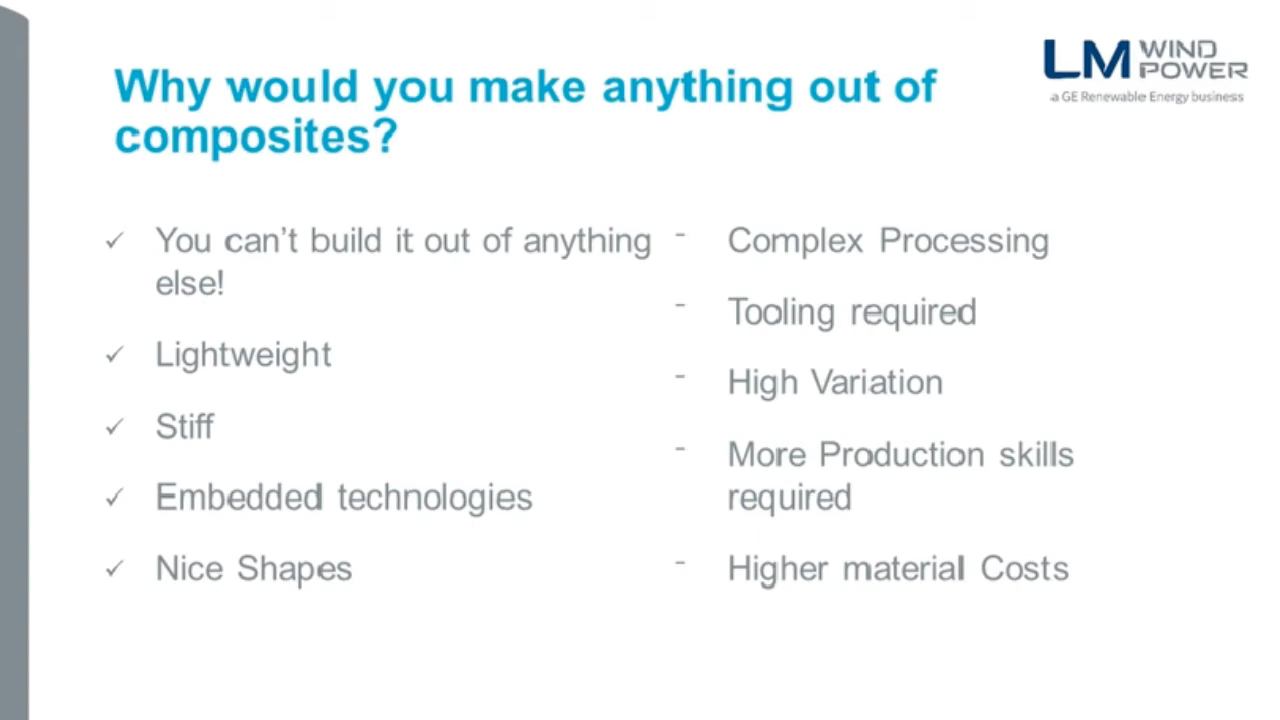 Why would you make anything out of
composites?
LM WIND
POWER
a GE Renewable Energy business
✓ You can't build it out of anything
else!
✓ Lightweight
✓ Stiff
✓ Embedded technologies
✓ Nice Shapes
- Complex Processing
- Tooling required
- High Variation
- More Production skills
required
- Higher material Costs